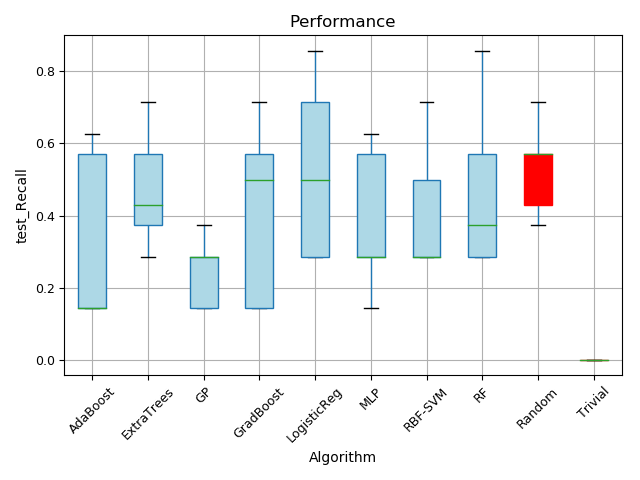 Performance
test_Recall
0.8
0.6
0.4
0.2
0.0
AdaBoost
ExtraTrees
GP
GradBoost
LogisticReg
MLP
RBF-SVM
RF
Random
Trivial
Algorithm